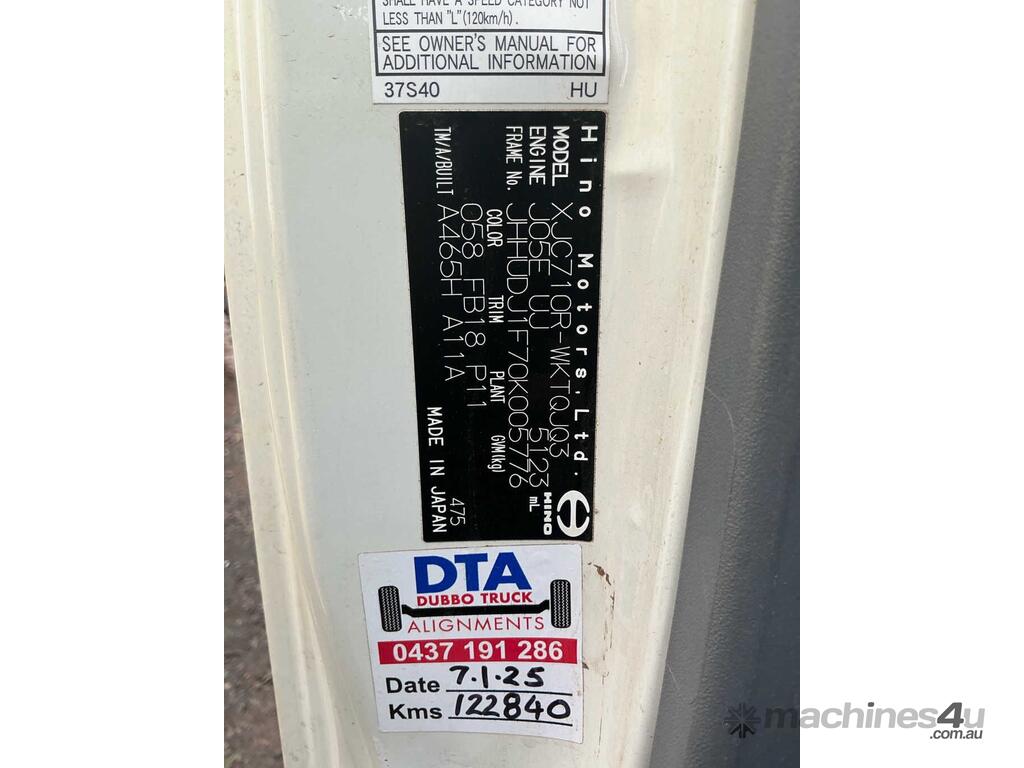 SHALL HAVE A SPEED CATEGORY NOT
LESS THAN "L"(120km/h).
SEE OWNER'S MANUAL FOR
ADDITIONAL INFORMATION
37S40 HU
Hino Motors, Ltd.
MODEL XJC710R-WKTQJQ3
ENGINE J05E UJ 5123 mL
FRAME No. JHHUDJ1F70K005776
COLOR TRIM PLANT GVM(kg)
058 FB18 P11
TM/A/BUILT A465H A11A
475
MADE IN JAPAN
HINO
DTA
DUBBO TRUCK
ALIGNMENTS
0437 191 286
Date 7.1.25
Kms 122840
machines4u
.com.au